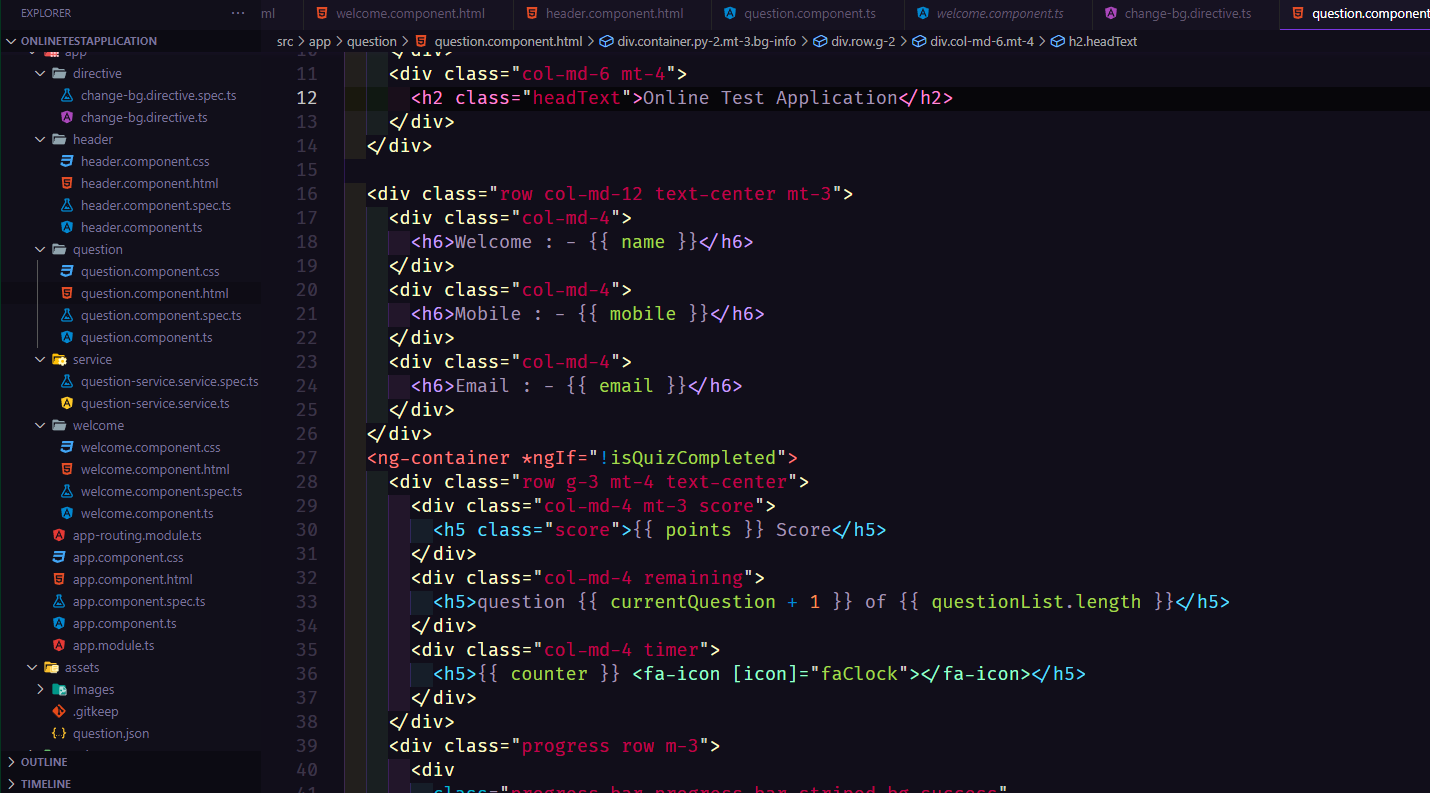 EXPLORER
···
ml
welcome.component.html
header.component.html
question.component.ts
welcome.component.ts
change-bg.directive.ts
question.component
ONLINETESTAPPLICATION
src > app > question > question.component.html > div.container.py-2.mt-3.bg-info > div.row.g-2 > div.col-md-6.mt-4 > h2.headText
app
directive
change-bg.directive.spec.ts
change-bg.directive.ts
header
header.component.css
header.component.html
header.component.spec.ts
header.component.ts
question
question.component.css
question.component.html
question.component.spec.ts
question.component.ts
service
question-service.service.spec.ts
question-service.service.ts
welcome
welcome.component.css
welcome.component.html
welcome.component.spec.ts
welcome.component.ts
app-routing.module.ts
app.component.css
app.component.html
app.component.spec.ts
app.component.ts
app.module.ts
assets
Images
.gitkeep
question.json
OUTLINE
TIMELINE
10 </div>
11 <div class="col-md-6 mt-4">
12 <h2 class="headText">Online Test Application</h2>
13 </div>
14 </div>
15
16 <div class="row col-md-12 text-center mt-3">
17 <div class="col-md-4">
18 <h6>Welcome : - {{ name }}</h6>
19 </div>
20 <div class="col-md-4">
21 <h6>Mobile : - {{ mobile }}</h6>
22 </div>
23 <div class="col-md-4">
24 <h6>Email : - {{ email }}</h6>
25 </div>
26 </div>
27 <ng-container *ngIf="!isQuizCompleted">
28 <div class="row g-3 mt-4 text-center">
29 <div class="col-md-4 mt-3 score">
30 <h5 class="score">{{ points }} Score</h5>
31 </div>
32 <div class="col-md-4 remaining">
33 <h5>question {{ currentQuestion + 1 }} of {{ questionList.length }}</h5>
34 </div>
35 <div class="col-md-4 timer">
36 <h5>{{ counter }} <fa-icon [icon]="faClock"></fa-icon></h5>
37 </div>
38 </div>
39 <div class="progress row m-3">
40 <div
41 class="progress-bar progress-bar-striped bg-success"